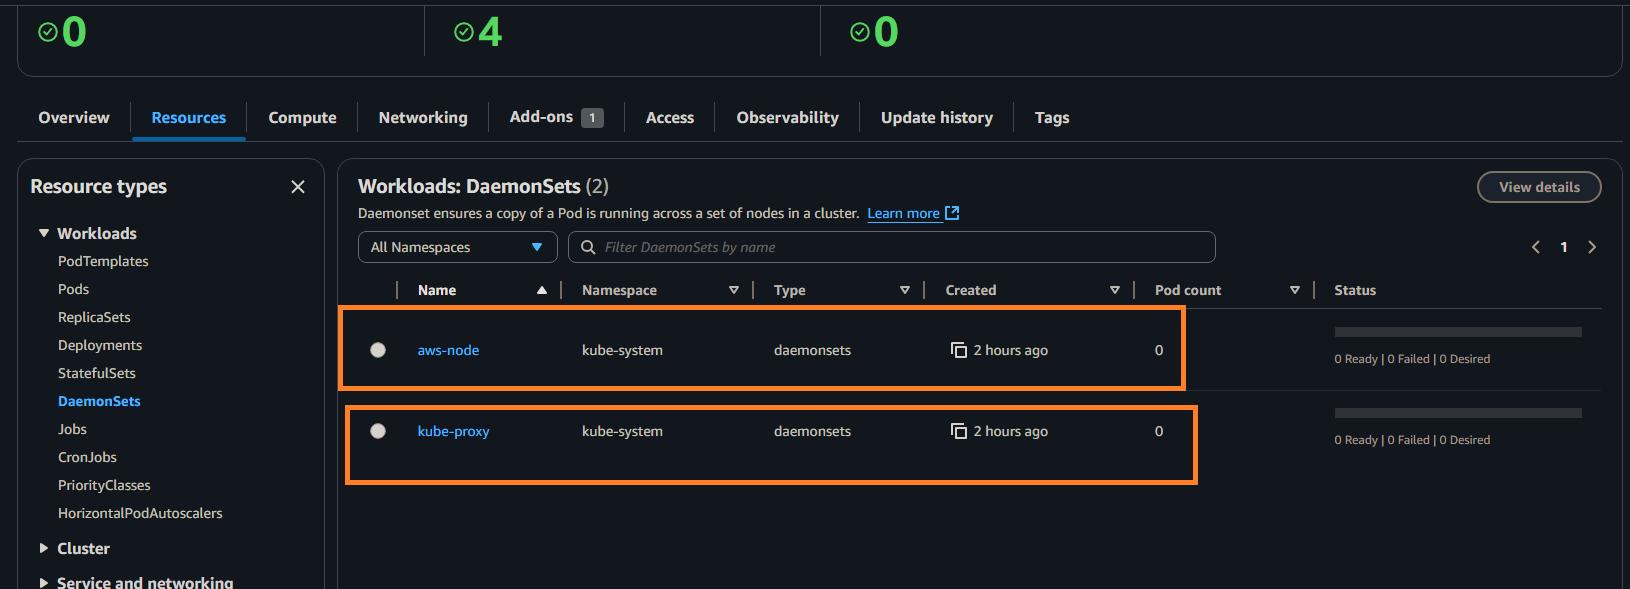 0 4 0
Overview Resources Compute Networking Add-ons 1 Access Observability Update history Tags
Resource types
Workloads
PodTemplates
Pods
ReplicaSets
Deployments
StatefulSets
DaemonSets
Jobs
CronJobs
PriorityClasses
HorizontalPodAutoscalers
Cluster
Service and networking
Workloads: DaemonSets (2)
View details
Daemonset ensures a copy of a Pod is running across a set of nodes in a cluster. Learn more
All Namespaces Filter DaemonSets by name 1
Name Namespace Type Created Pod count Status
aws-node kube-system daemonsets 2 hours ago 0
0 Ready | 0 Failed | 0 Desired
kube-proxy kube-system daemonsets 2 hours ago 0
0 Ready | 0 Failed | 0 Desired